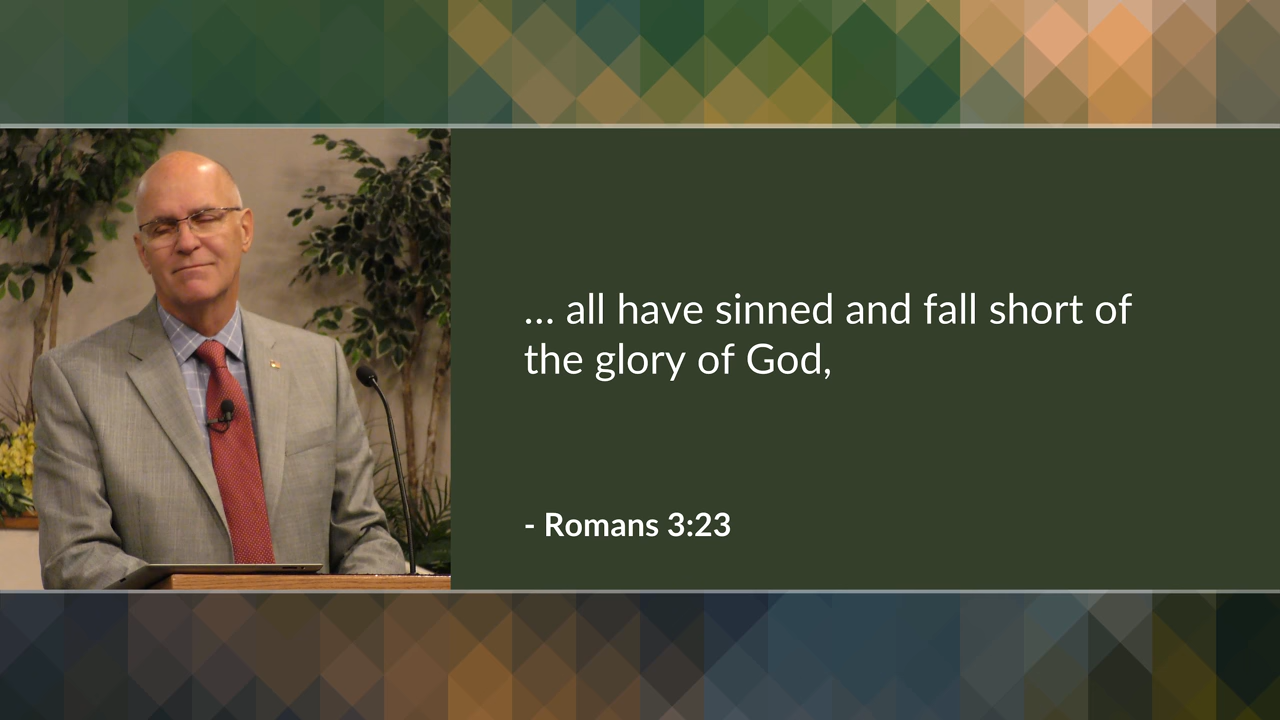 ... all have sinned and fall short of
the glory of God,
- Romans 3:23